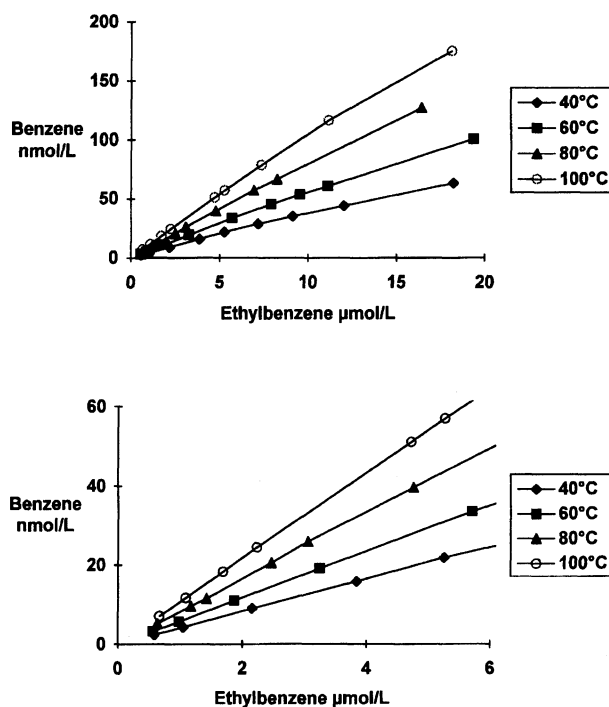 200
150
100
50
0
Benzene
nmol/L
0 5 10 15 20
Ethylbenzene µmol/L
40°C
60°C
80°C
100°C
60
40
20
0
Benzene
nmol/L
0 2 4 6
Ethylbenzene µmol/L
40°C
60°C
80°C
100°C